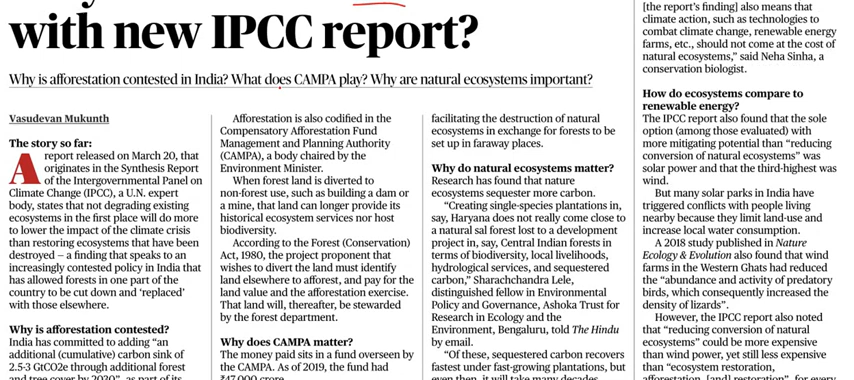 with new IPCC report?
Why is afforestation contested in India? What does CAMPA play? Why are natural ecosystems important?
Vasudevan Mukunth
The story so far:
A report released on March 20, that
originates in the Synthesis Report
of the Intergovernmental Panel on
Climate Change (IPCC), a U.N. expert
body, states that not degrading existing
ecosystems in the first place will do more
to lower the impact of the climate crisis
than restoring ecosystems that have been
destroyed — a finding that speaks to an
increasingly contested policy in India that
has allowed forests in one part of the
country to be cut down and ‘replaced’
with those elsewhere.
Why is afforestation contested?
India has committed to adding “an
additional (cumulative) carbon sink of
2.5-3 GtCO2e through additional forest
and tree cover by 2030”, as part of its
Afforestation is also codified in the
Compensatory Afforestation Fund
Management and Planning Authority
(CAMPA), a body chaired by the
Environment Minister.
When forest land is diverted to
non-forest use, such as building a dam or
a mine, that land can longer provide its
historical ecosystem services nor host
biodiversity.
According to the Forest (Conservation)
Act, 1980, the project proponent that
wishes to divert the land must identify
land elsewhere to afforest, and pay for the
land value and the afforestation exercise.
That land will, thereafter, be stewarded
by the forest department.
Why does CAMPA matter?
The money paid sits in a fund overseen by
the CAMPA. As of 2019, the fund had
₹47,000 crore.
facilitating the destruction of natural
ecosystems in exchange for forests to be
set up in faraway places.
Why do natural ecosystems matter?
Research has found that nature
ecosystems sequester more carbon.
“Creating single-species plantations in,
say, Haryana does not really come close to
a natural sal forest lost to a development
project in, say, Central Indian forests in
terms of biodiversity, local livelihoods,
hydrological services, and sequestered
carbon,” Sharachchandra Lele,
distinguished fellow in Environmental
Policy and Governance, Ashoka Trust for
Research in Ecology and the
Environment, Bengaluru, told The Hindu
by email.
“Of these, sequestered carbon recovers
fastest under fast-growing plantations, but
even then, it will take many decades
[the report’s finding] also means that
climate action, such as technologies to
combat climate change, renewable energy
farms, etc., should not come at the cost of
natural ecosystems,” said Neha Sinha, a
conservation biologist.
How do ecosystems compare to
renewable energy?
The IPCC report also found that the sole
option (among those evaluated) with
more mitigating potential than “reducing
conversion of natural ecosystems” was
solar power and that the third-highest was
wind.
But many solar parks in India have
triggered conflicts with people living
nearby because they limit land-use and
increase local water consumption.
A 2018 study published in Nature
Ecology & Evolution also found that wind
farms in the Western Ghats had reduced
the “abundance and activity of predatory
birds, which consequently increased the
density of lizards”.
However, the IPCC report also noted
that “reducing conversion of natural
ecosystems” could be more expensive
than wind power, yet still less expensive
than “ecosystem restoration,
afforestation, [and] restoration”, for every